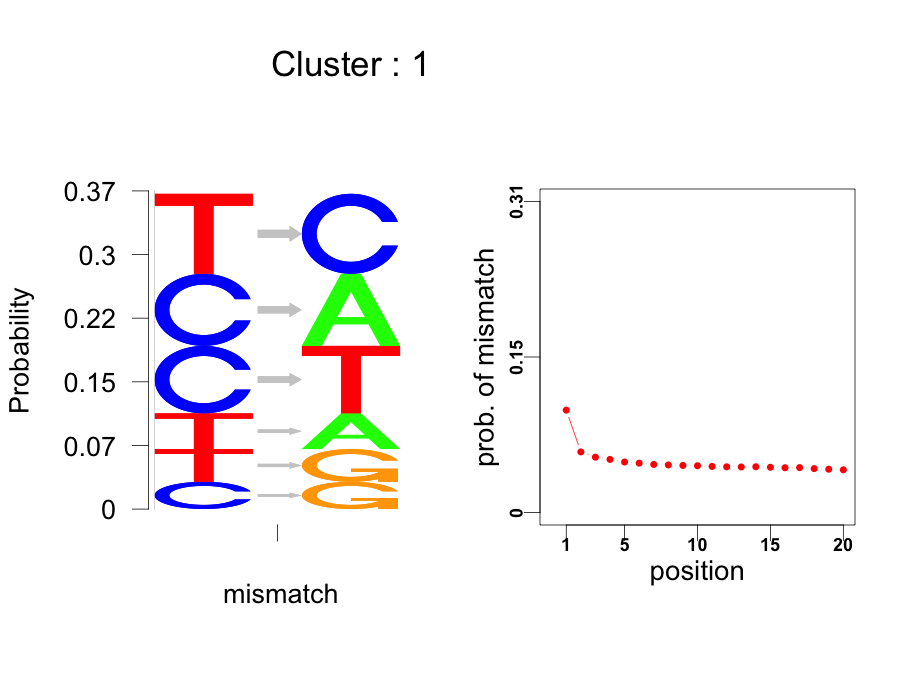 Cluster : 1
Probability
0.37
0.3
0.22
0.15
0.07
0
T C
C A
C T
T A
T G
C G
mismatch
prob. of mismatch
0.31
0.15
0
1 5 10 15 20
position